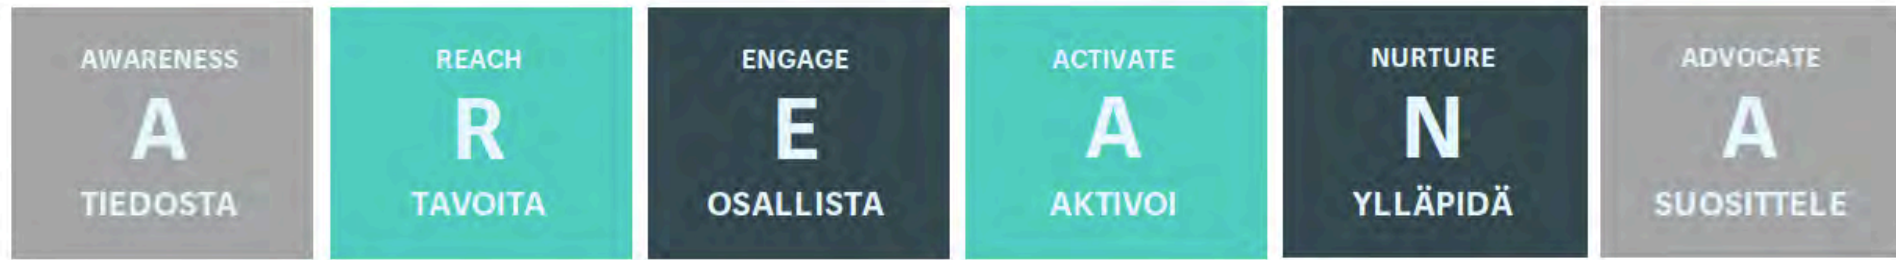 AWARENESS
A
TIEDOSTA
REACH
R
TAVOITA
ENGAGE
E
OSALLISTA
ACTIVATE
A
AKTIVOI
NURTURE
N
YLLÄPIDÄ
ADVOCATE
A
SUOSITTELE